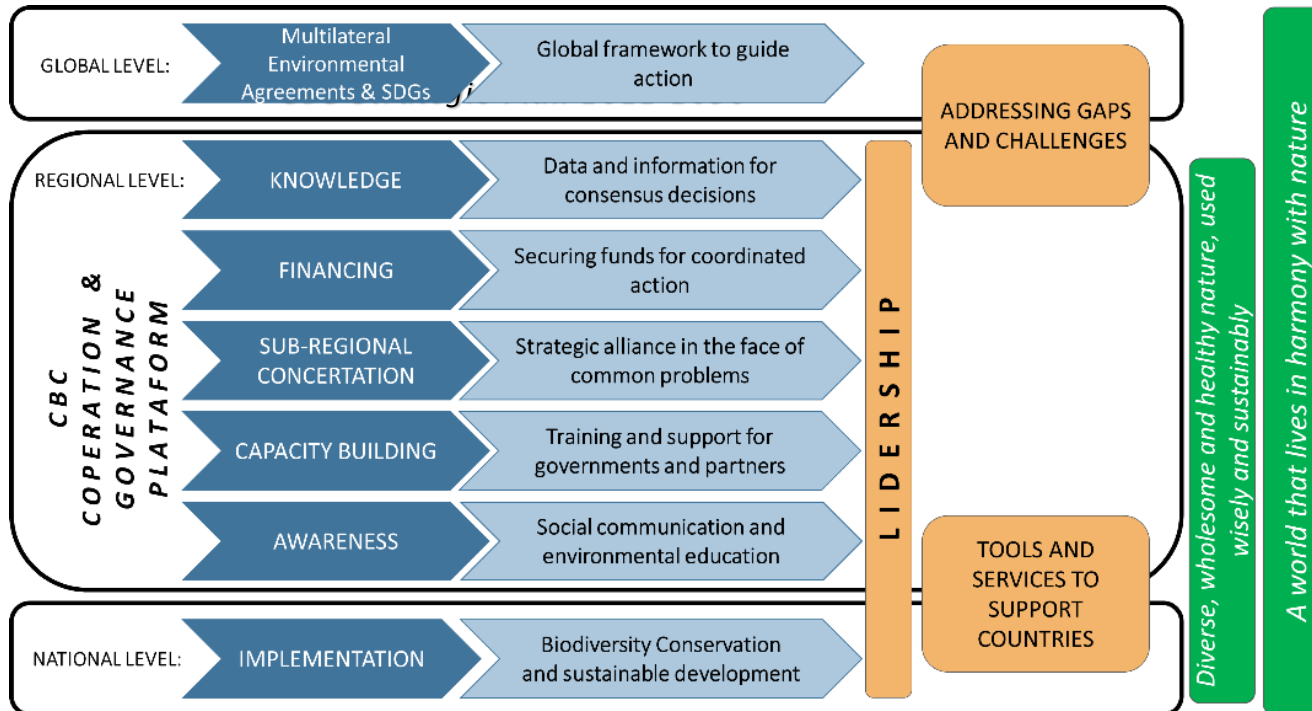 GLOBAL LEVEL:
Multilateral
Environmental
Agreements & SDGs
Global framework to guide
action
ADDRESSING GAPS
AND CHALLENGES
REGIONAL LEVEL:
CBC
COPERATION &
GOVERNANCE
PLATAFORM
KNOWLEDGE
Data and information for
consensus decisions
FINANCING
Securing funds for coordinated
action
SUB-REGIONAL
CONCERTATION
Strategic alliance in the face of
common problems
CAPACITY BUILDING
Training and support for
governments and partners
AWARENESS
Social communication and
environmental education
LIDERSHIP
TOOLS AND
SERVICES TO
SUPPORT
COUNTRIES
NATIONAL LEVEL:
IMPLEMENTATION
Biodiversity Conservation
and sustainable development
Diverse, wholesome and healthy nature, used
wisely and sustainably
A world that lives in harmony with nature